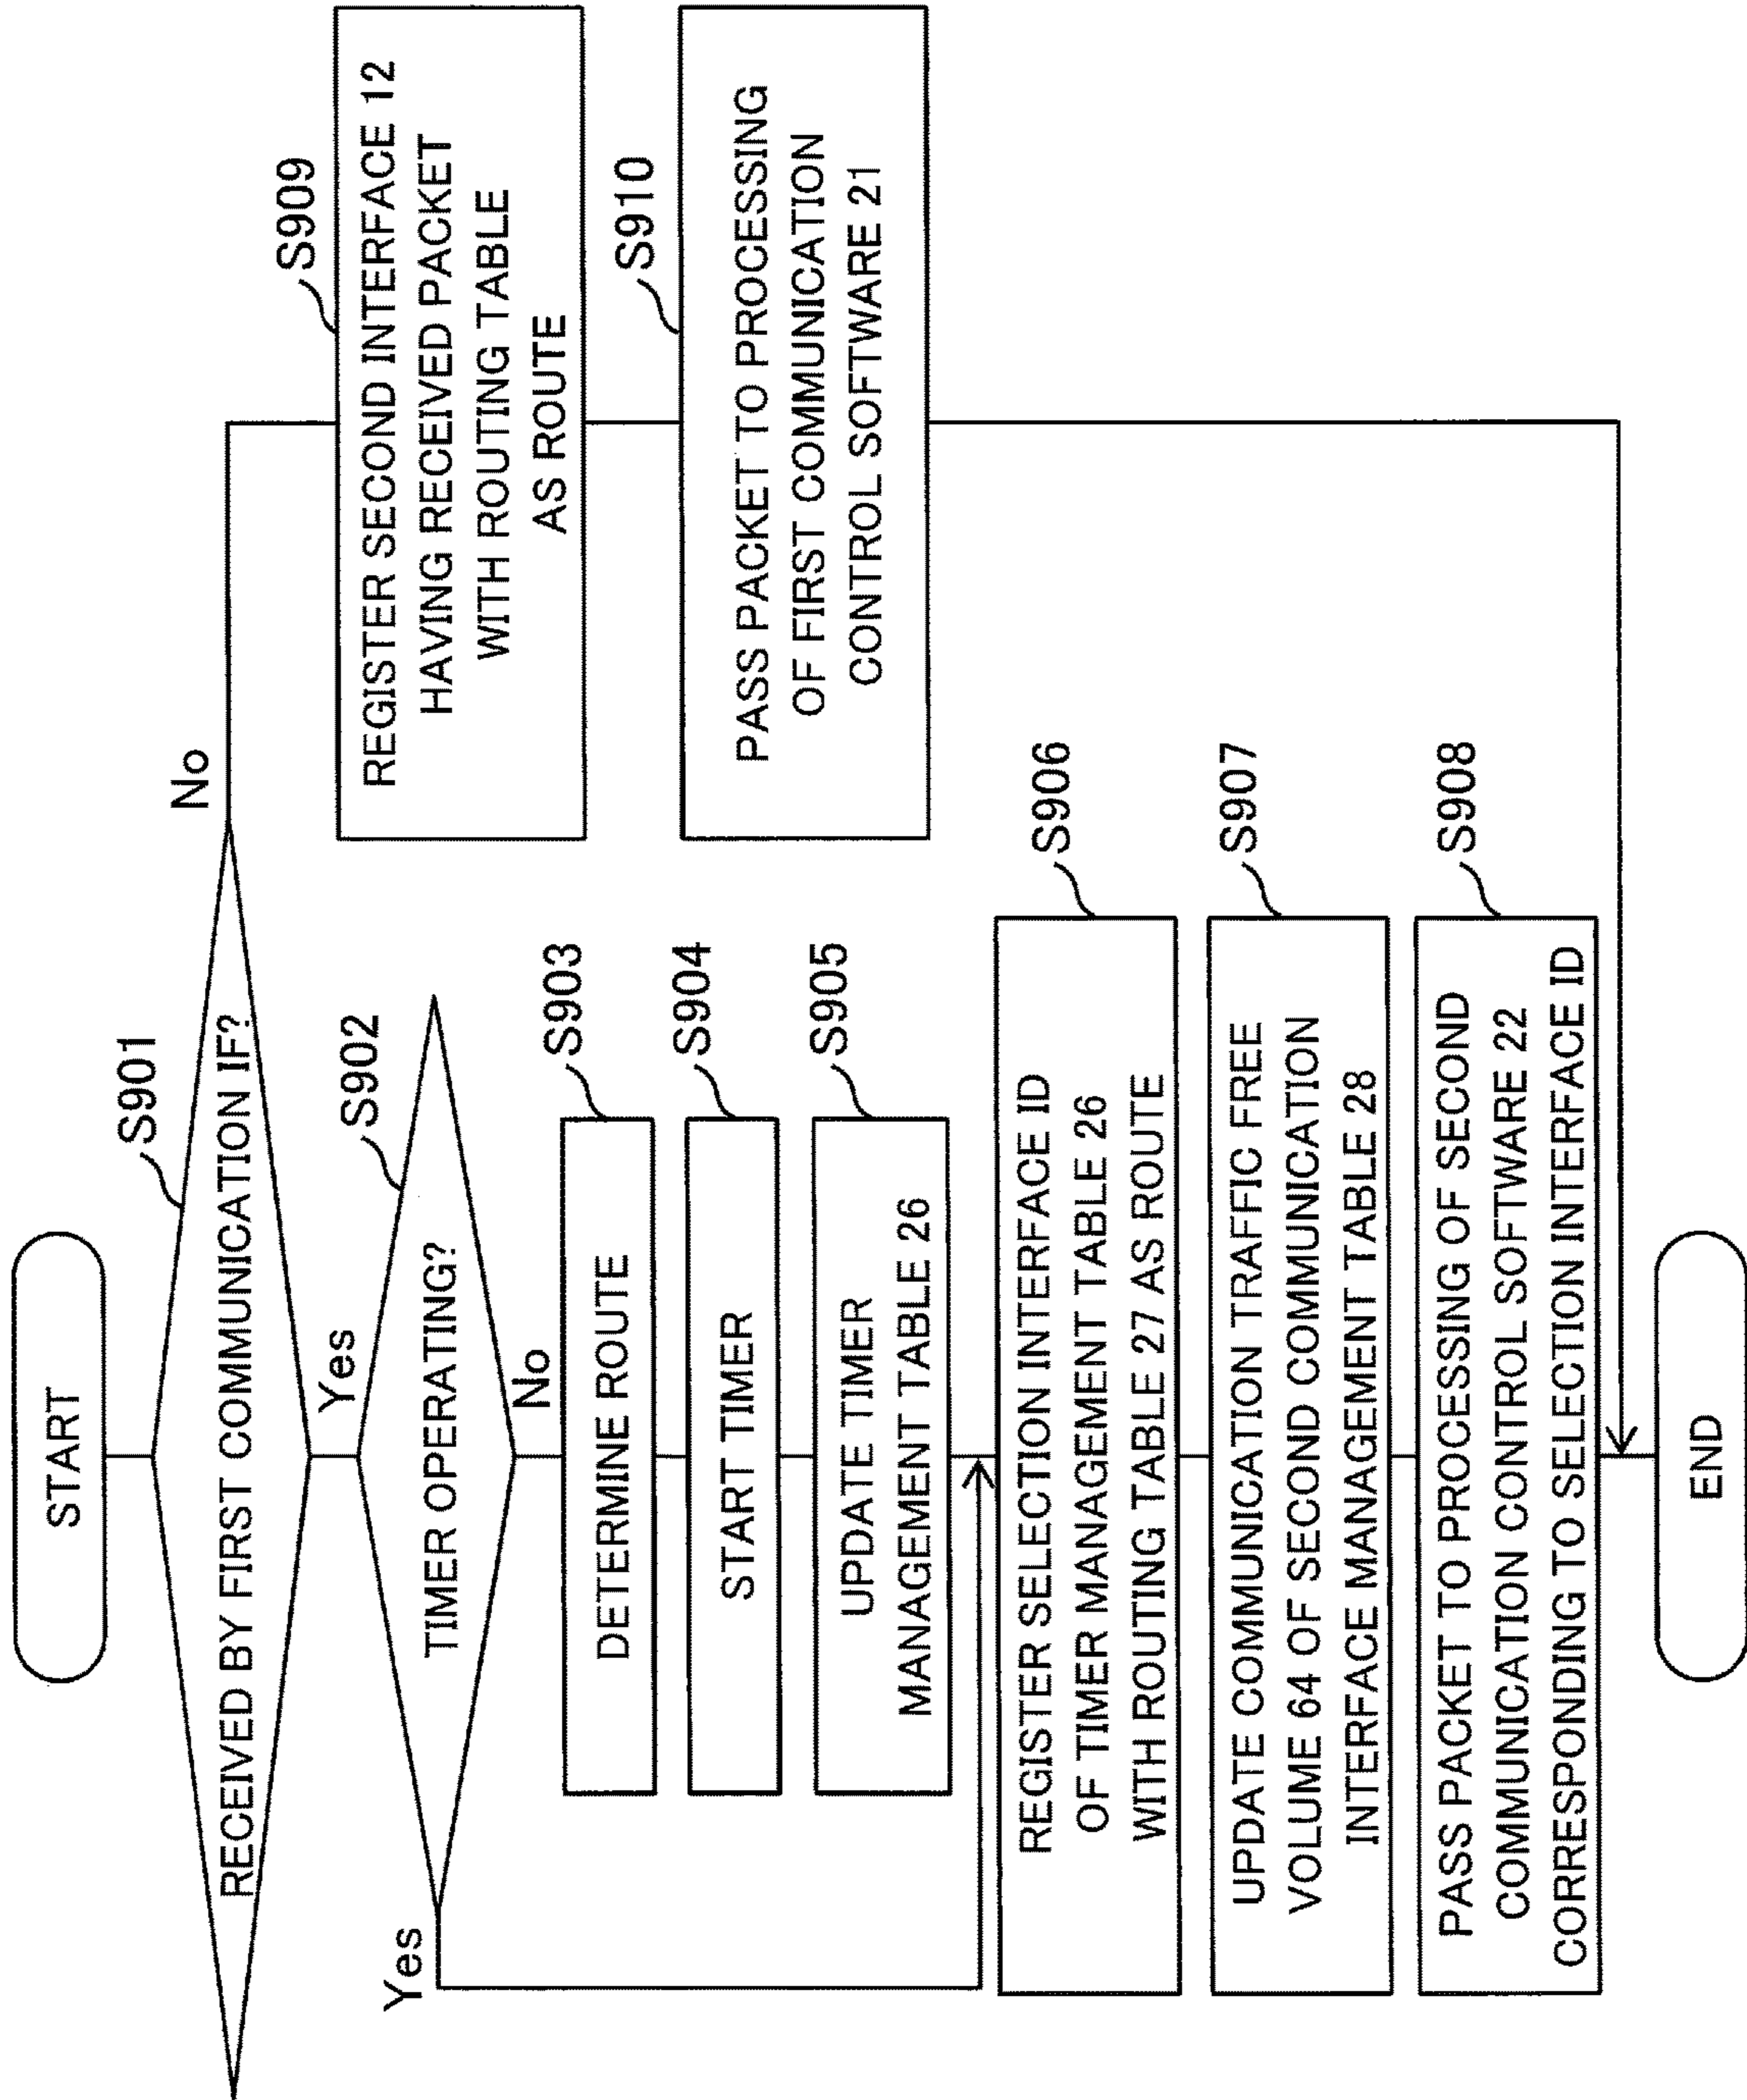 START
S901
RECEIVED BY FIRST COMMUNICATION IF?
No
Yes
S902
TIMER OPERATING?
Yes
No
S903
DETERMINE ROUTE
S904
START TIMER
S905
UPDATE TIMER
MANAGEMENT TABLE 26
S906
REGISTER SELECTION INTERFACE ID
OF TIMER MANAGEMENT TABLE 26
WITH ROUTING TABLE 27 AS ROUTE
S907
UPDATE COMMUNICATION TRAFFIC FREE
VOLUME 64 OF SECOND COMMUNICATION
INTERFACE MANAGEMENT TABLE 28
S908
PASS PACKET TO PROCESSING OF SECOND
COMMUNICATION CONTROL SOFTWARE 22
CORRESPONDING TO SELECTION INTERFACE ID
S909
REGISTER SECOND INTERFACE 12
HAVING RECEIVED PACKET
WITH ROUTING TABLE
AS ROUTE
S910
PASS PACKET TO PROCESSING
OF FIRST COMMUNICATION
CONTROL SOFTWARE 21
END